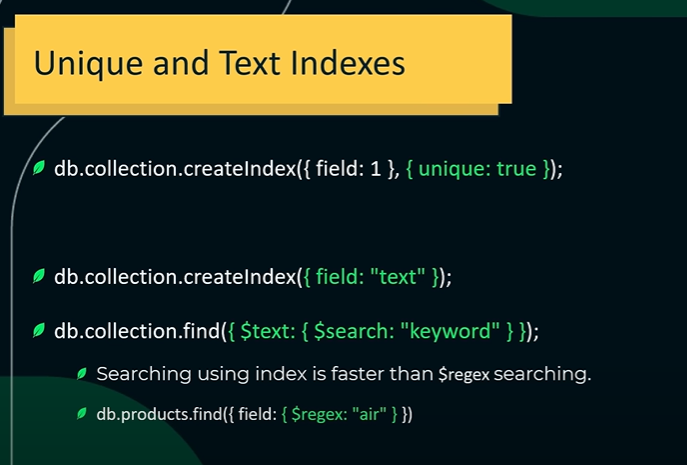 Unique and Text Indexes
db.collection.createIndex({ field: 1 }, { unique: true });
db.collection.createIndex({ field: "text" });
db.collection.find({ $text: { $search: "keyword" } });
Searching using index is faster than $regex searching.
db.products.find({ field: { $regex: "air" } })